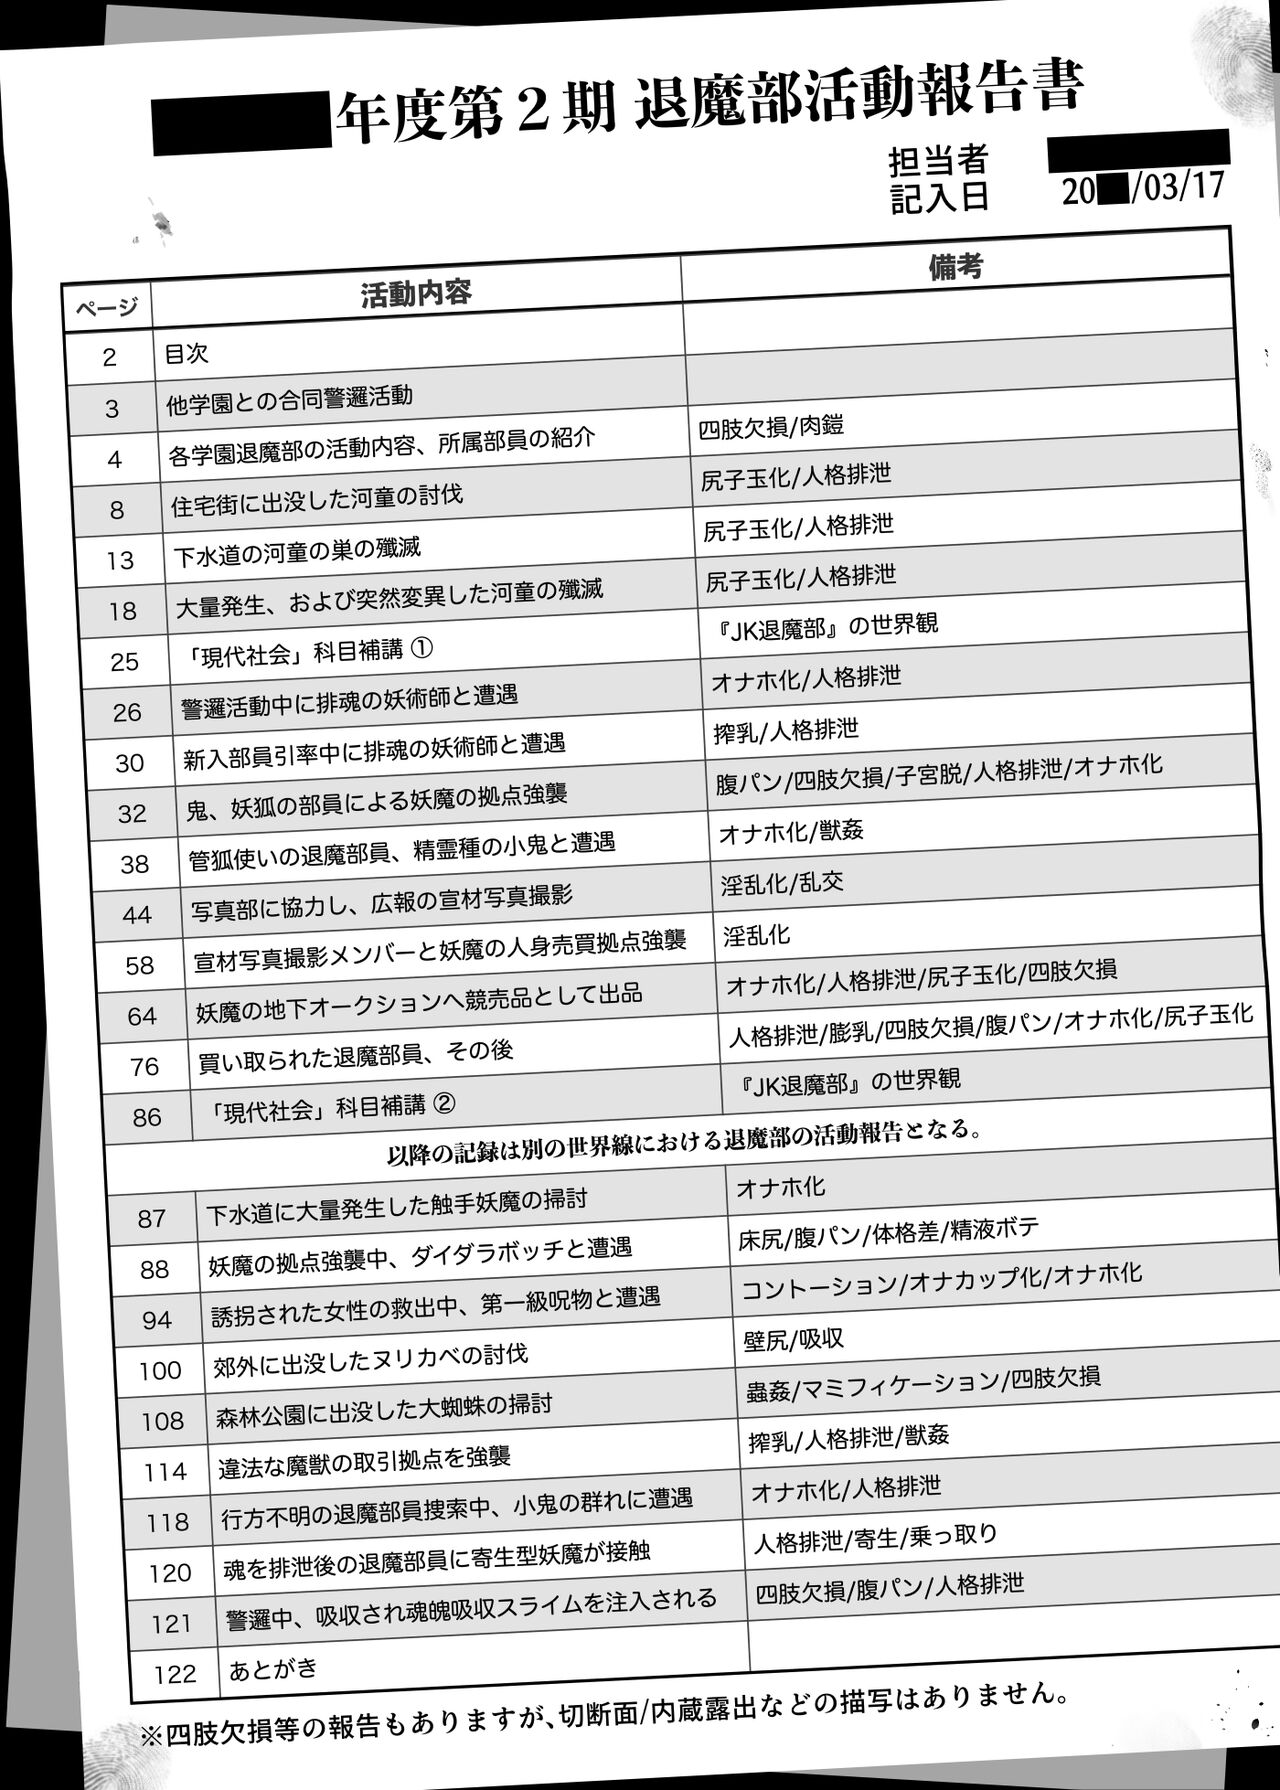 年度第2期 退魔部活動報告書
担当者
記入日 20 /03/17
ページ 活動内容 備考
2 目次
3 他学園との合同警邏活動
4 各学園退魔部の活動内容、所属部員の紹介 四肢欠損/肉鎧
8 住宅街に出没した河童の討伐 尻子玉化/人格排泄
13 下水道の河童の巣の殲滅 尻子玉化/人格排泄
18 大量発生、および突然変異した河童の殲滅 尻子玉化/人格排泄
25 「現代社会」科目補講 ① 『JK退魔部』の世界観
26 警邏活動中に排魂の妖術師と遭遇 オナホ化/人格排泄
30 新入部員引率中に排魂の妖術師と遭遇 搾乳/人格排泄
32 鬼、妖狐の部員による妖魔の拠点強襲 腹パン/四肢欠損/子宮脱/人格排泄/オナホ化
38 管狐使いの退魔部員、精霊種の小鬼と遭遇 オナホ化/獣姦
44 写真部に協力し、広報の宣材写真撮影 淫乱化/乱交
58 宣材写真撮影メンバーと妖魔の人身売買拠点強襲 淫乱化
64 妖魔の地下オークションへ競売品として出品 オナホ化/人格排泄/尻子玉化/四肢欠損
76 買い取られた退魔部員、その後 人格排泄/膨乳/四肢欠損/腹パン/オナホ化/尻子玉化
86 「現代社会」科目補講 ② 『JK退魔部』の世界観
以降の記録は別の世界線における退魔部の活動報告となる。
87 下水道に大量発生した触手妖魔の掃討 オナホ化
88 妖魔の拠点強襲中、ダイダラボッチと遭遇 床尻/腹パン/体格差/精液ボテ
94 誘拐された女性の救出中、第一級呪物と遭遇 コントーション/オナカップ化/オナホ化
100 郊外に出没したヌリカベの討伐 壁尻/吸収
108 森林公園に出没した大蜘蛛の掃討 蟲姦/マミフィケーション/四肢欠損
114 違法な魔獣の取引拠点を強襲 搾乳/人格排泄/獣姦
118 行方不明の退魔部員捜索中、小鬼の群れに遭遇 オナホ化/人格排泄
120 魂を排泄後の退魔部員に寄生型妖魔が接触 人格排泄/寄生/乗っ取り
121 警邏中、吸収され魂魄吸収スライムを注入される 四肢欠損/腹パン/人格排泄
122 あとがき
※四肢欠損等の報告もありますが、切断面/内蔵露出などの描写はありません。